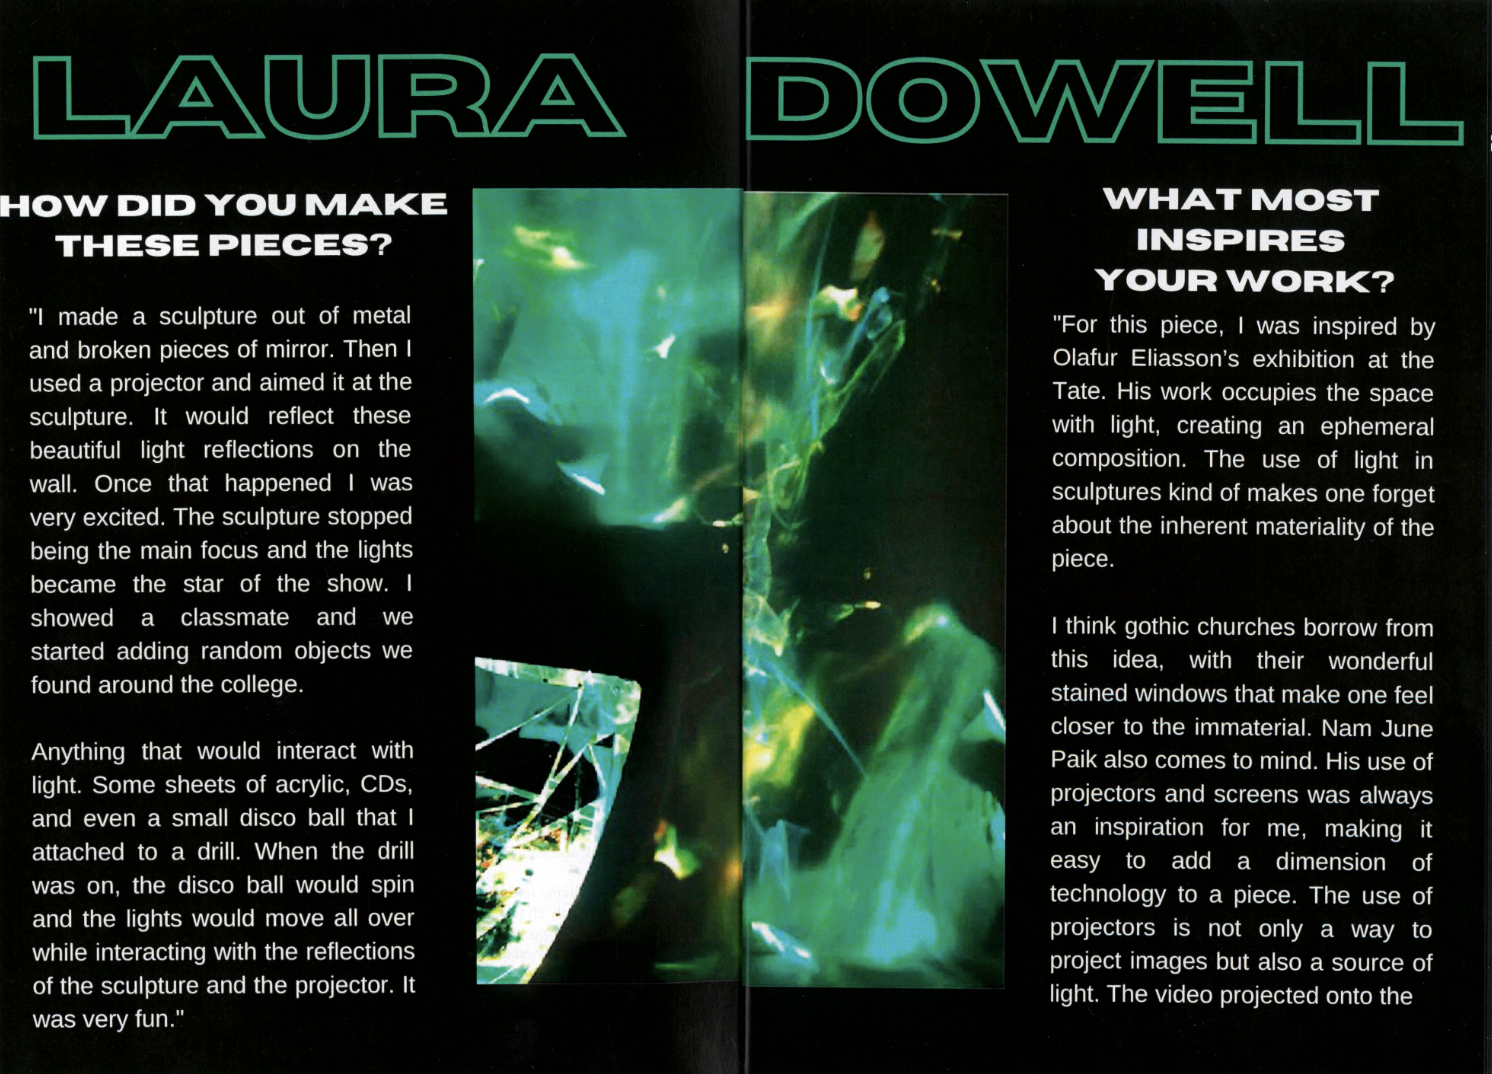 LAURA DOWELL
HOW DID YOU MAKE
THESE PIECES?
"I made a sculpture out of metal
and broken pieces of mirror. Then I
used a projector and aimed it at the
sculpture. It would reflect these
beautiful light reflections on the
wall. Once that happened I was
very excited. The sculpture stopped
being the main focus and the lights
became the star of the show. I
showed a classmate and we
started adding random objects we
found around the college.
Anything that would interact with
light. Some sheets of acrylic, CDs,
and even a small disco ball that I
attached to a drill. When the drill
was on, the disco ball would spin
and the lights would move all over
while interacting with the reflections
of the sculpture and the projector. It
was very fun."
WHAT MOST
INSPIRES
YOUR WORK?
"For this piece, I was inspired by
Olafur Eliasson's exhibition at the
Tate. His work occupies the space
with light, creating an ephemeral
composition. The use of light in
sculptures kind of makes one forget
about the inherent materiality of the
piece.
I think gothic churches borrow from
this idea, with their wonderful
stained windows that make one feel
closer to the immaterial. Nam June
Paik also comes to mind. His use of
projectors and screens was always
an inspiration for me, making it
easy to add a dimension of
technology to a piece. The use of
projectors is not only a way to
project images but also a source of
light. The video projected onto the